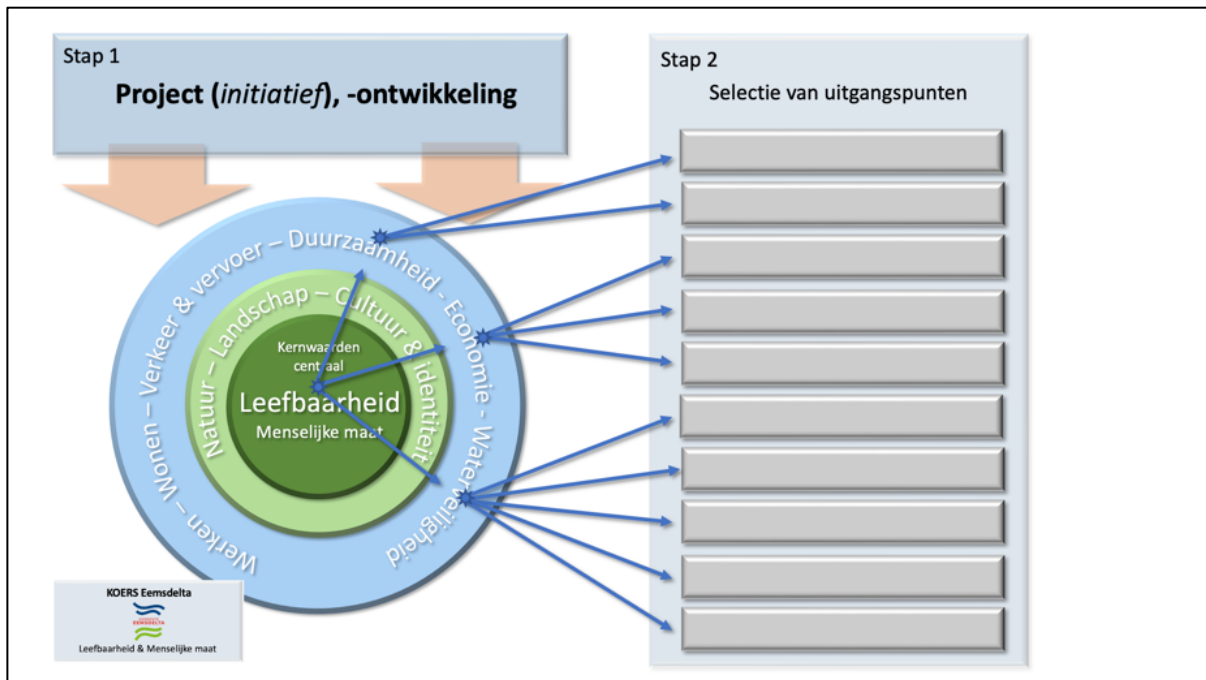 Stap 1
Project (initiatief), -ontwikkeling
Stap 2
Selectie van uitgangspunten
Werken – Wonen – Verkeer & vervoer – Duurzaamheid - Economie - Waterveiligheid
Natuur – Landschap – Cultuur & identiteit
Kernwaarden
centraal
Leefbaarheid
Menselijke maat
KOERS Eemsdelta
EEMSDELTA
Leefbaarheid & Menselijke maat